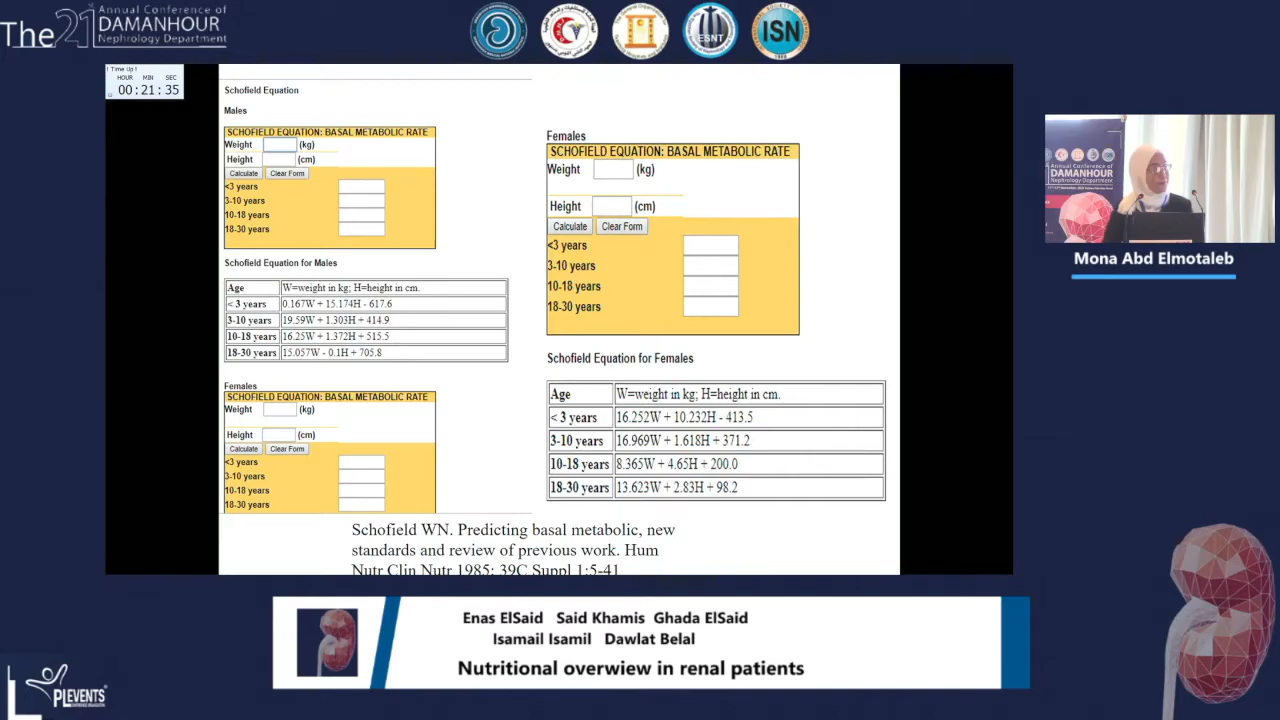 The 21 Annual Conference of
DAMANHOUR
Nephrology Department
ESNT
ISN
! Time Up !
HOUR MIN SEC
00:21:35
Schofield Equation
Males
SCHOFIELD EQUATION: BASAL METABOLIC RATE
Weight (kg)
Height (cm)
Calculate Clear Form
<3 years
3-10 years
10-18 years
18-30 years
Schofield Equation for Males
Age W=weight in kg; H=height in cm.
< 3 years 0.167W + 15.174H - 617.6
3-10 years 19.59W + 1.303H + 414.9
10-18 years 16.25W + 1.372H + 515.5
18-30 years 15.057W - 0.1H + 705.8
Females
SCHOFIELD EQUATION: BASAL METABOLIC RATE
Weight (kg)
Height (cm)
Calculate Clear Form
<3 years
3-10 years
10-18 years
18-30 years
Females
SCHOFIELD EQUATION: BASAL METABOLIC RATE
Weight (kg)
Height (cm)
Calculate Clear Form
<3 years
3-10 years
10-18 years
18-30 years
Schofield Equation for Females
Age W=weight in kg; H=height in cm.
< 3 years 16.252W + 10.232H - 413.5
3-10 years 16.969W + 1.618H + 371.2
10-18 years 8.365W + 4.65H + 200.0
18-30 years 13.623W + 2.83H + 98.2
Schofield WN. Predicting basal metabolic, new
standards and review of previous work. Hum
Nutr Clin Nutr 1985; 39C Suppl 1:5-41
Annual Conference of
DAMANHOUR
Nephrology Department
Mona Abd Elmotaleb
Enas ElSaid Said Khamis Ghada ElSaid
Isamail Isamil Dawlat Belal
Nutritional overwiew in renal patients
PLEVENTS